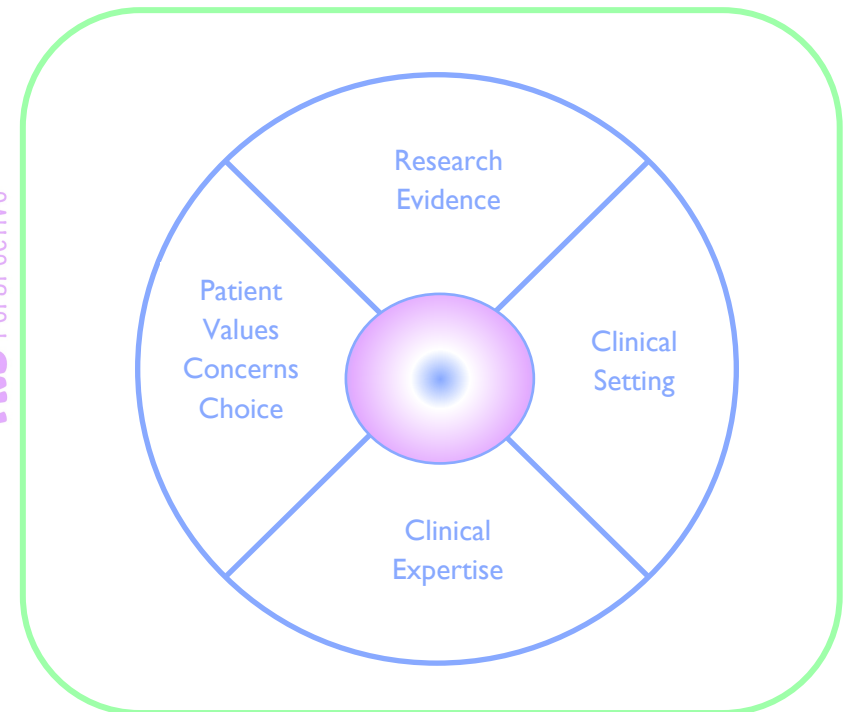 Research
Evidence
Patient
Values
Concerns
Choice
Clinical
Setting
Clinical
Expertise